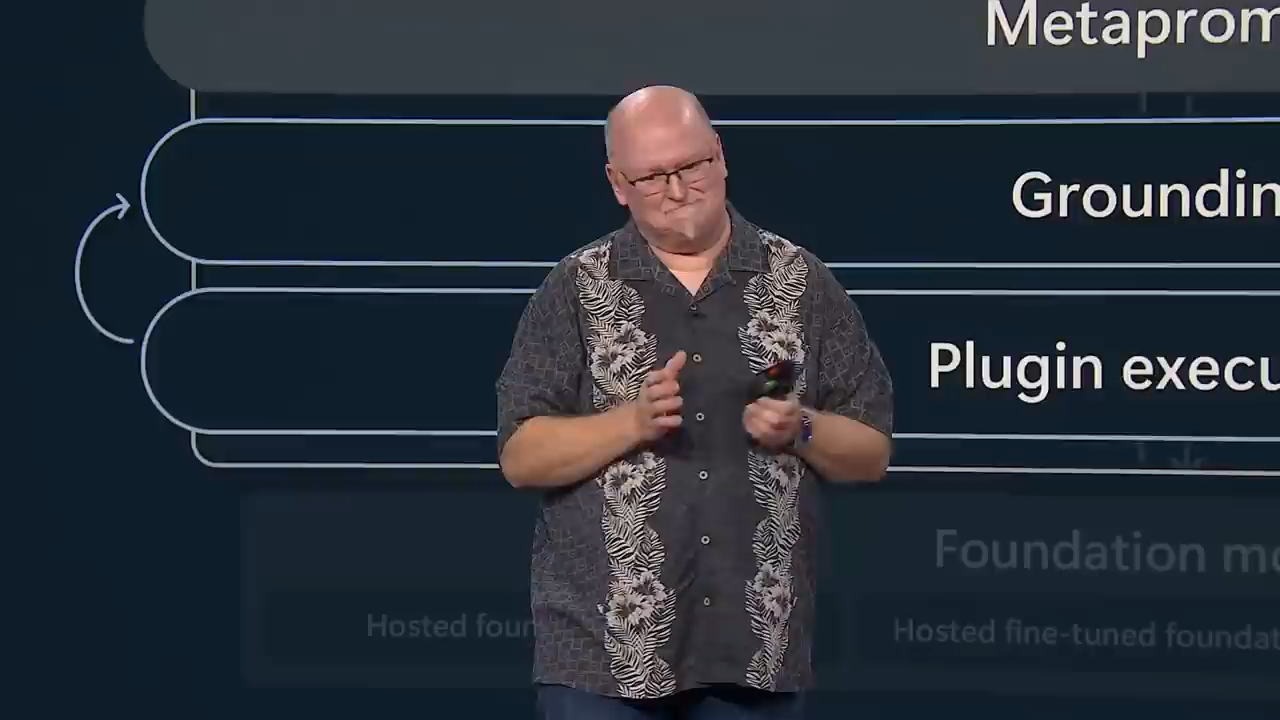 Metaprom
Groundin
Plugin execu
Foundation mo
Hosted foun
Hosted fine-tuned foundat